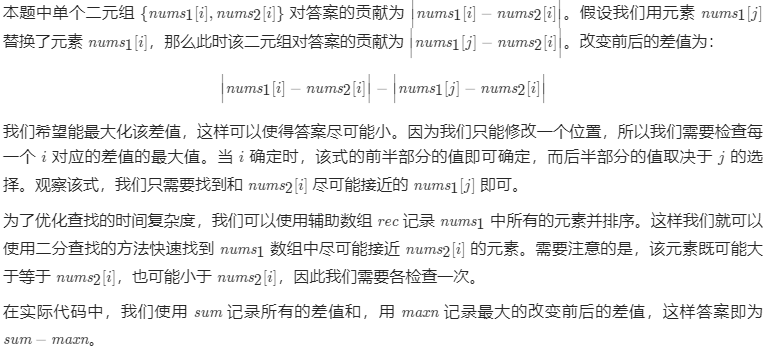 本题中单个二元组 {nums1[i], nums2[i]} 对答案的贡献为 |nums1[i] − nums2[i]|。假设我们用元素 nums1[j]
替换了元素 nums1[i]，那么此时该二元组对答案的贡献为 |nums1[j] − nums2[i]|。改变前后的差值为：
|nums1[i] − nums2[i]| − |nums1[j] − nums2[i]|
我们希望能最大化该差值，这样可以使得答案尽可能小。因为我们只能修改一个位置，所以我们需要检查每
一个 i 对应的差值的最大值。当 i 确定时，该式的前半部分的值即可确定，而后半部分的值取决于 j 的选
择。观察该式，我们只需要找到和 nums2[i] 尽可能接近的 nums1[j] 即可。
为了优化查找的时间复杂度，我们可以使用辅助数组 rec 记录 nums1 中所有的元素并排序。这样我们就可以
使用二分查找的方法快速找到 nums1 数组中尽可能接近 nums2[i] 的元素。需要注意的是，该元素既可能大
于等于 nums2[i]，也可能小于 nums2[i]，因此我们需要各检查一次。
在实际代码中，我们使用 sum 记录所有的差值和，用 maxn 记录最大的改变前后的差值，这样答案即为
sum − maxn。